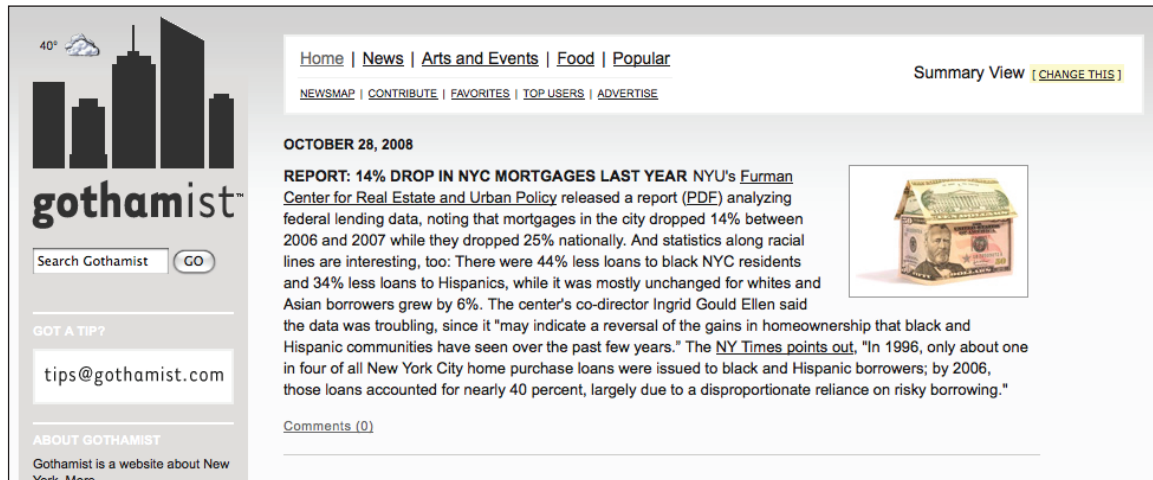 40°
gothamist™
Search Gothamist GO
GOT A TIP?
tips@gothamist.com
ABOUT GOTHAMIST
Gothamist is a website about New
York. More
Home | News | Arts and Events | Food | Popular
NEWSMAP | CONTRIBUTE | FAVORITES | TOP USERS | ADVERTISE
Summary View [ CHANGE THIS ]
OCTOBER 28, 2008
REPORT: 14% DROP IN NYC MORTGAGES LAST YEAR NYU's Furman
Center for Real Estate and Urban Policy released a report (PDF) analyzing
federal lending data, noting that mortgages in the city dropped 14% between
2006 and 2007 while they dropped 25% nationally. And statistics along racial
lines are interesting, too: There were 44% less loans to black NYC residents
and 34% less loans to Hispanics, while it was mostly unchanged for whites and
Asian borrowers grew by 6%. The center's co-director Ingrid Gould Ellen said
the data was troubling, since it "may indicate a reversal of the gains in homeownership that black and
Hispanic communities have seen over the past few years." The NY Times points out, "In 1996, only about one
in four of all New York City home purchase loans were issued to black and Hispanic borrowers; by 2006,
those loans accounted for nearly 40 percent, largely due to a disproportionate reliance on risky borrowing."
Comments (0)